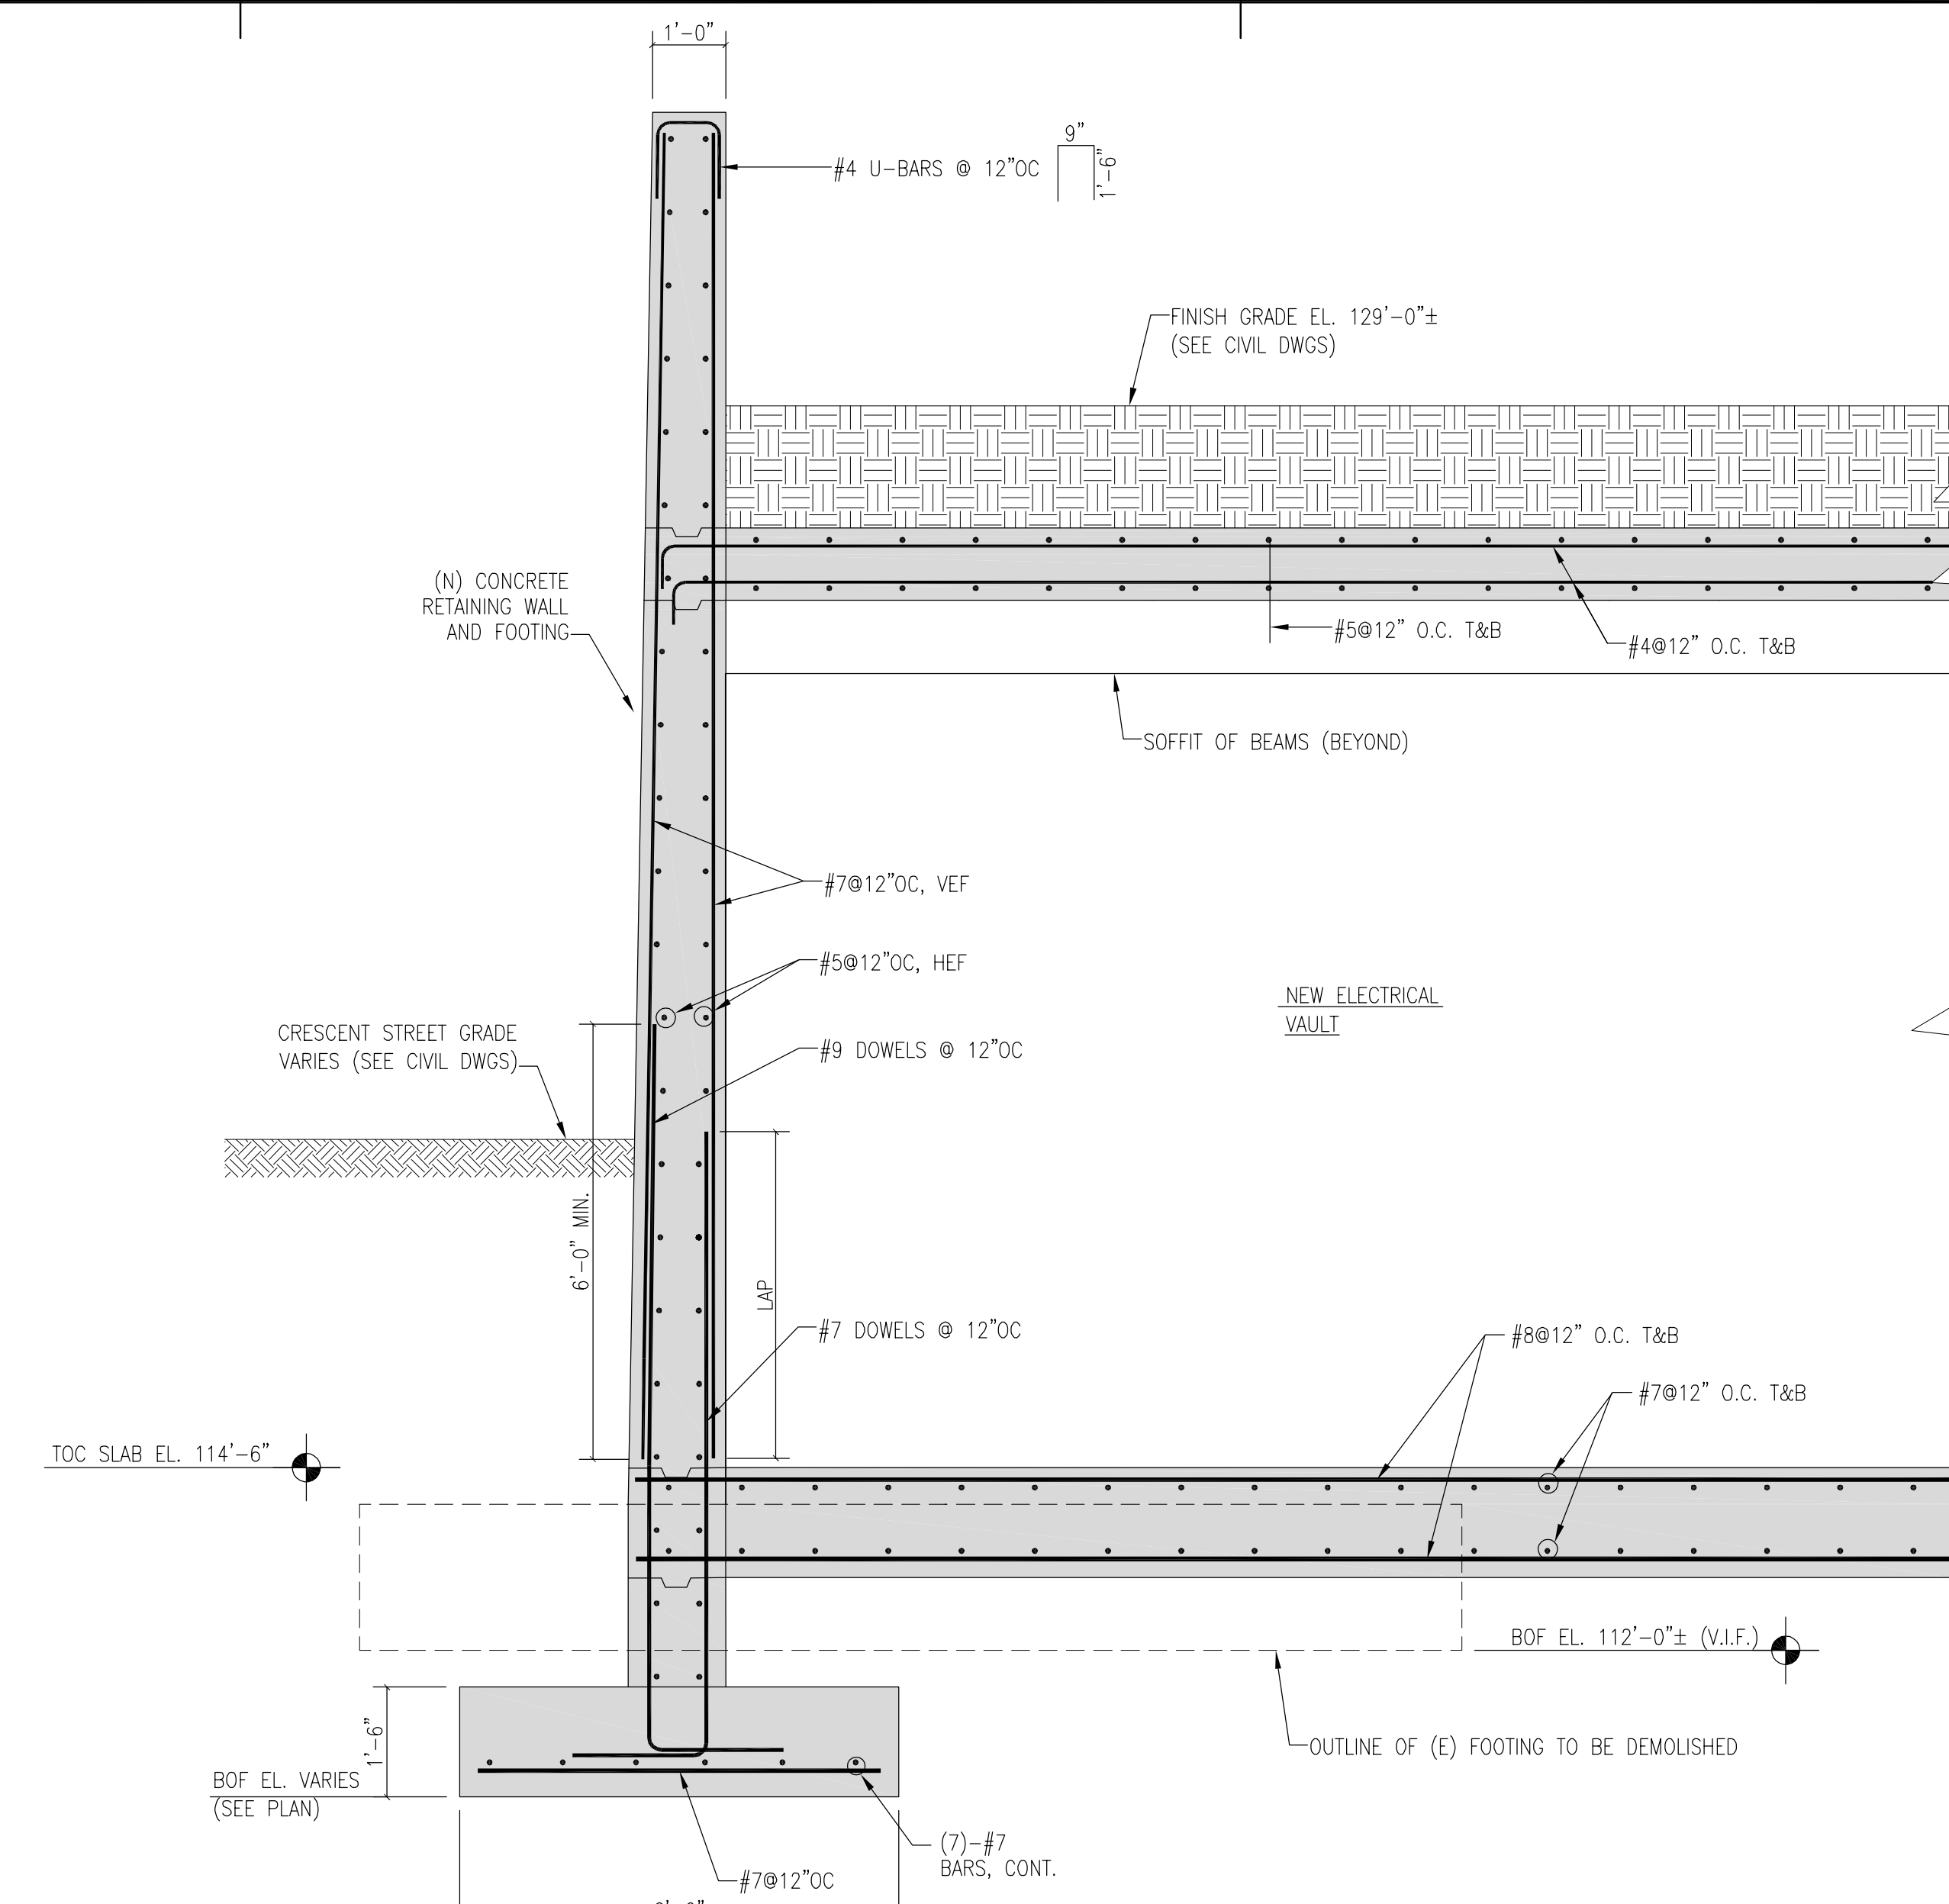 1'-0"
9"
1'-6"
#4 U-BARS @ 12"OC
FINISH GRADE EL. 129'-0"±
(SEE CIVIL DWGS)
(N) CONCRETE
RETAINING WALL
AND FOOTING
#5@12" O.C. T&B
#4@12" O.C. T&B
SOFFIT OF BEAMS (BEYOND)
#7@12"OC, VEF
#5@12"OC, HEF
NEW ELECTRICAL
VAULT
CRESCENT STREET GRADE
VARIES (SEE CIVIL DWGS)
#9 DOWELS @ 12"OC
6'-0" MIN.
LAP
#7 DOWELS @ 12"OC
#8@12" O.C. T&B
#7@12" O.C. T&B
TOC SLAB EL. 114'-6"
BOF EL. 112'-0"± (V.I.F.)
1'-6"
OUTLINE OF (E) FOOTING TO BE DEMOLISHED
BOF EL. VARIES
(SEE PLAN)
(7)-#7
BARS, CONT.
#7@12"OC